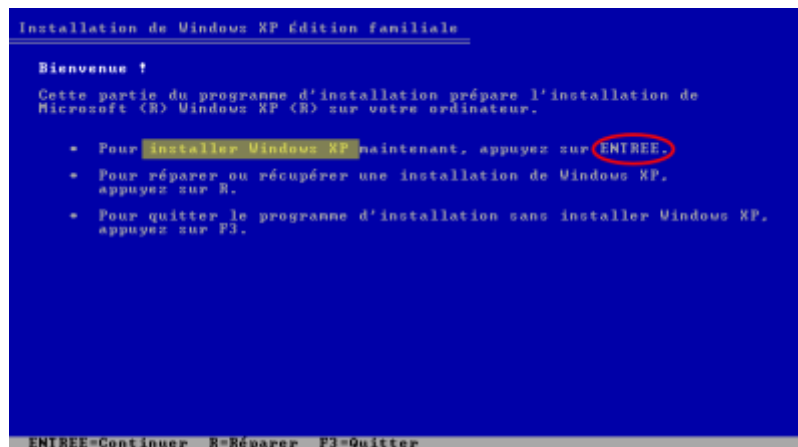 Installation de Windows XP Édition familiale
Bienvenue !
Cette partie du programme d'installation prépare l'installation de
Microsoft (R) Windows XP (R) sur votre ordinateur.
• Pour installer Windows XP maintenant, appuyez sur ENTREE.
• Pour réparer ou récupérer une installation de Windows XP,
appuyez sur R.
• Pour quitter le programme d'installation sans installer Windows XP,
appuyez sur F3.
ENTREE=Continuer R=Réparer F3=Quitter